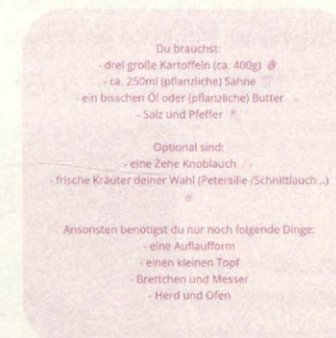 Du brauchst:
- drei große Kartoffeln (ca. 400g)
- ca. 250ml (pflanzliche) Sahne
- ein bisschen Öl oder (pflanzliche) Butter
- Salz und Pfeffer
Optional sind:
- eine Zehe Knoblauch
- frische Kräuter deiner Wahl (Petersilie /Schnittlauch ..)
Ansonsten benötigst du nur noch folgende Dinge:
- eine Auflaufform
- einen kleinen Topf
- Brettchen und Messer
- Herd und Ofen